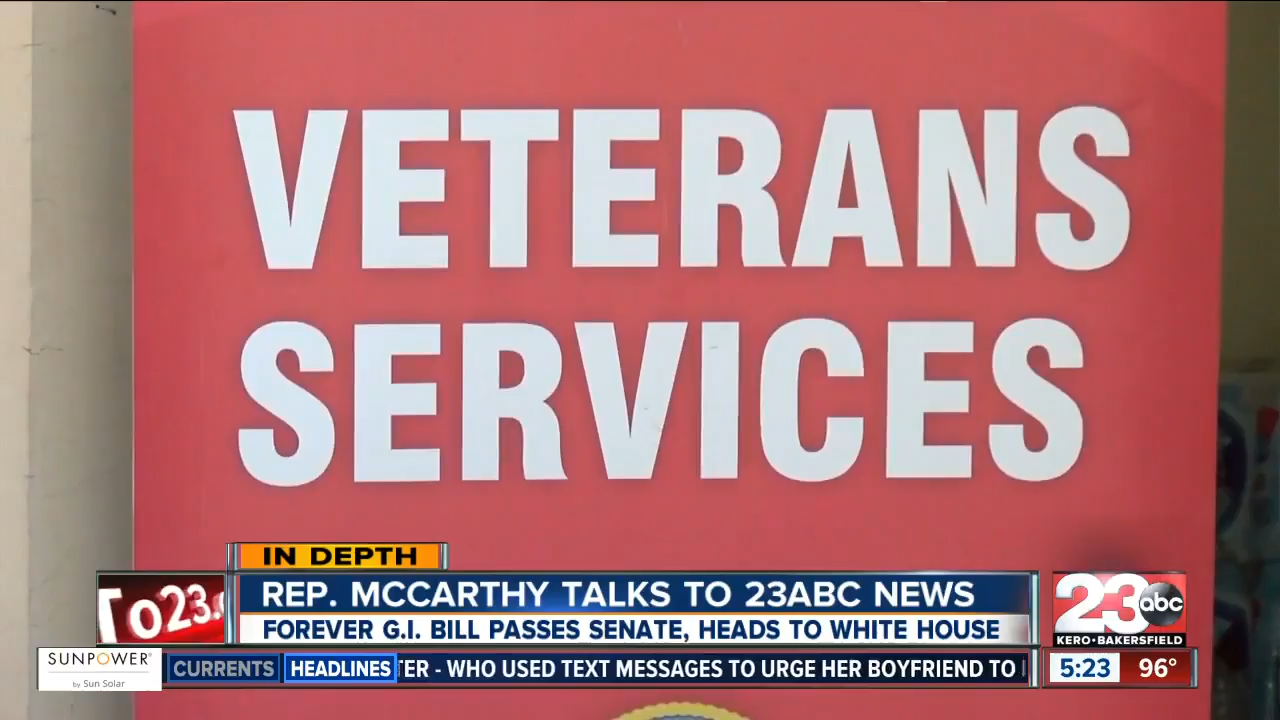 VETERANS
SERVICES
IN DEPTH
REP. MCCARTHY TALKS TO 23ABC NEWS
FOREVER G.I. BILL PASSES SENATE, HEADS TO WHITE HOUSE
o23.
23 abc
KERO•BAKERSFIELD
SUNPOWER®
by Sun Solar
CURRENTS HEADLINES TER - WHO USED TEXT MESSAGES TO URGE HER BOYFRIEND TO
5:23 96°